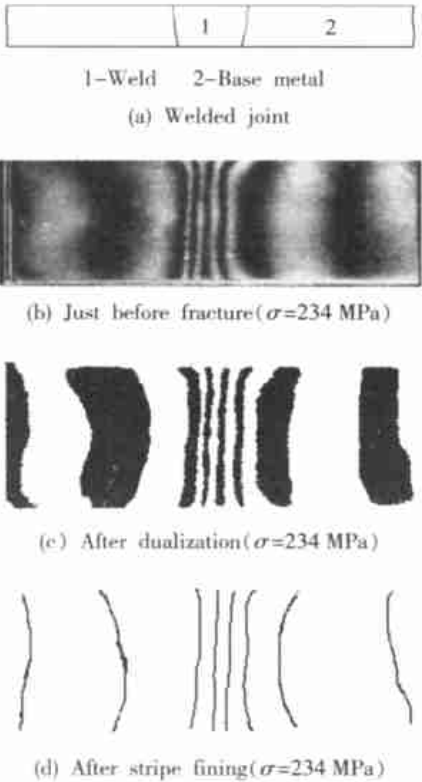 1 2
1-Weld 2-Base metal
(a) Welded joint
(b) Just before fracture(σ=234 MPa)
(c) After dualization(σ=234 MPa)
(d) After stripe fining(σ=234 MPa)